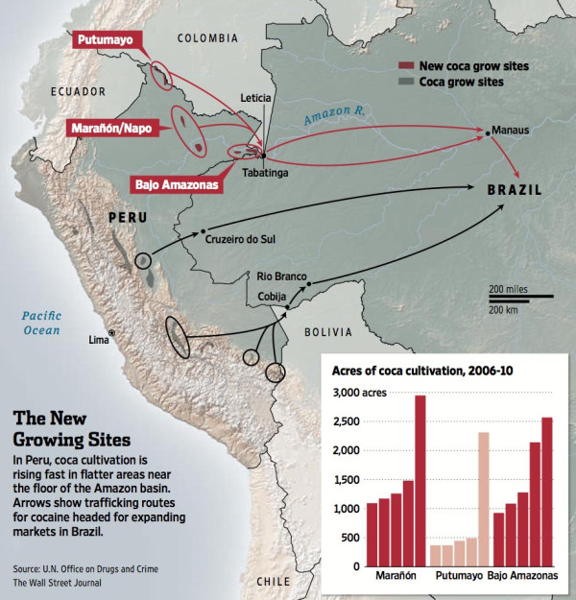 Putumayo
COLOMBIA
New coca grow sites
Coca grow sites
ECUADOR
Leticia
Amazon R.
Marañón/Napo
Manaus
Tabatinga
Bajo Amazonas
BRAZIL
PERU
Cruzeiro do Sul
Rio Branco
Cobija
200 miles
200 km
Pacific
Ocean
Lima
BOLIVIA
Acres of coca cultivation, 2006-10
3,000 acres
2,500
2,000
1,500
1,000
500
0
Marañón
Putumayo
Bajo Amazonas
The New
Growing Sites
In Peru, coca cultivation is
rising fast in flatter areas near
the floor of the Amazon basin.
Arrows show trafficking routes
for cocaine headed for expanding
markets in Brazil.
Source: U.N. Office on Drugs and Crime
The Wall Street Journal
CHILE